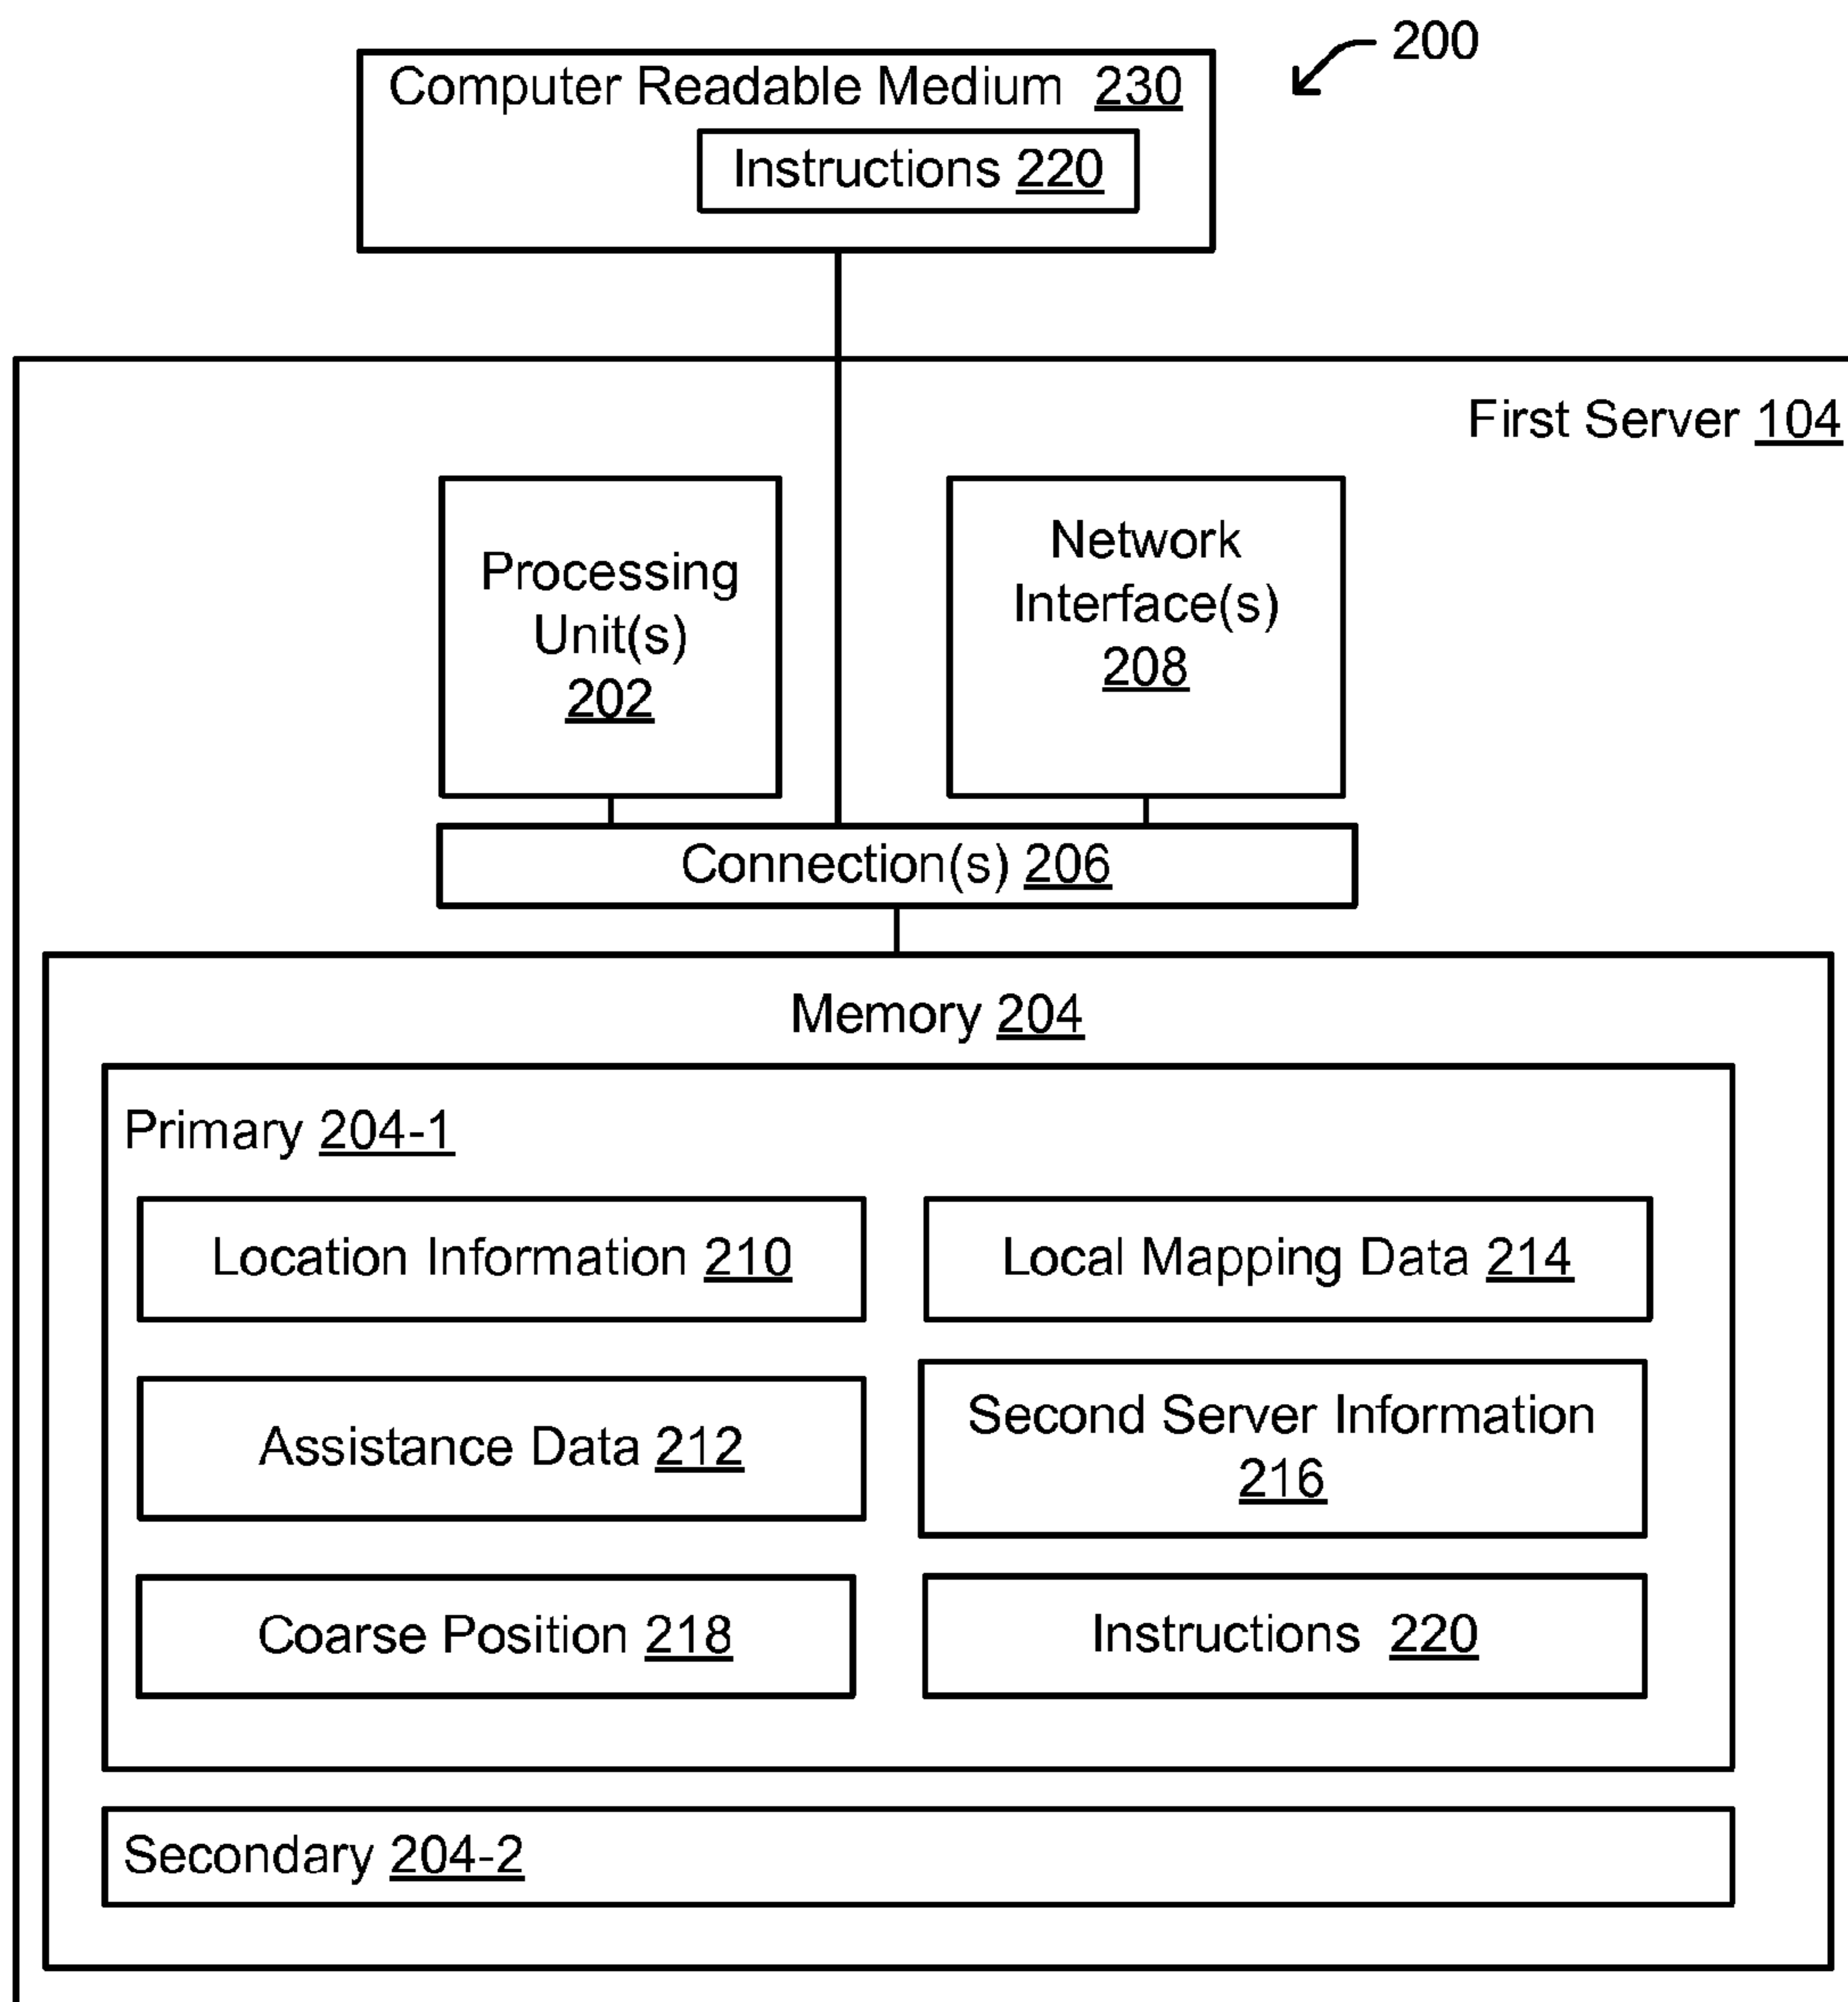 200
Computer Readable Medium 230
Instructions 220
First Server 104
Processing
Unit(s)
202
Network
Interface(s)
208
Connection(s) 206
Memory 204
Primary 204-1
Location Information 210
Local Mapping Data 214
Assistance Data 212
Second Server Information
216
Coarse Position 218
Instructions 220
Secondary 204-2